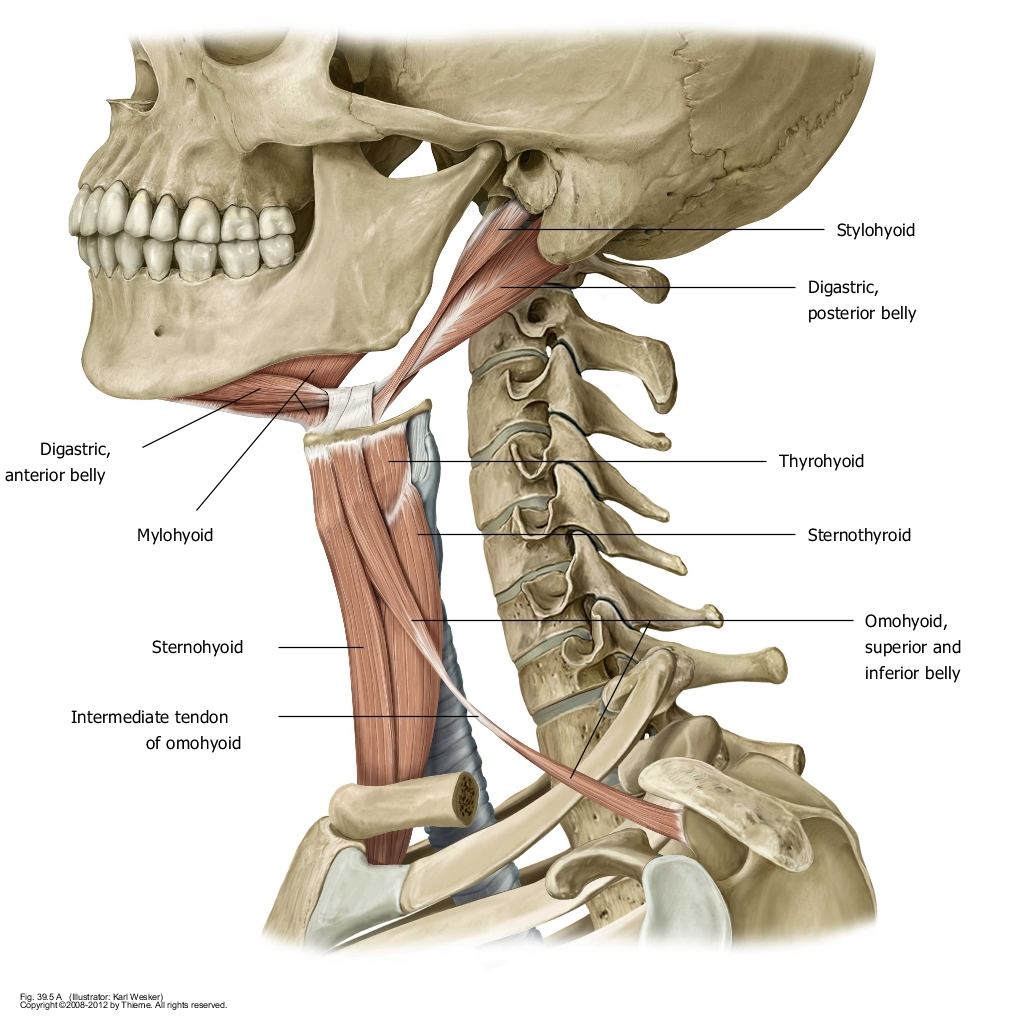 Stylohyoid
Digastric,
posterior belly
Digastric,
anterior belly
Thyrohyoid
Mylohyoid
Sternothyroid
Omohyoid,
superior and
inferior belly
Sternohyoid
Intermediate tendon
of omohyoid
Fig. 39.5 A (Illustrator: Karl Wesker)
Copyright©2008-2012 by Thieme. All rights reserved.